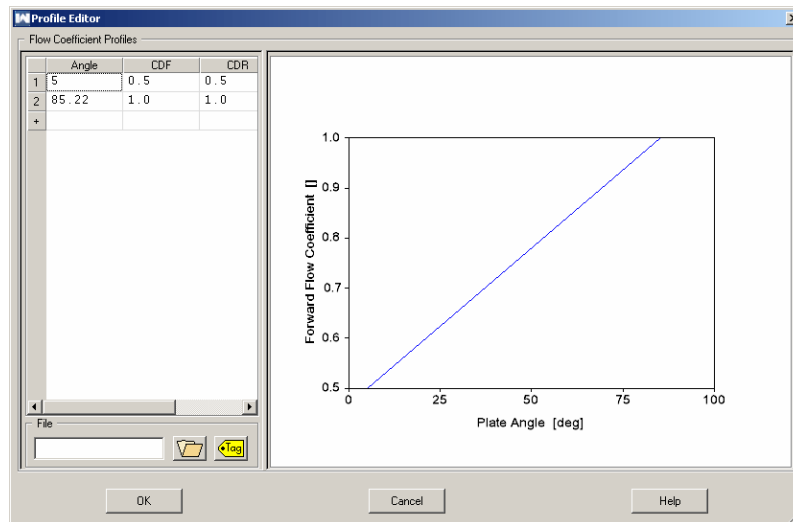 Profile Editor
Flow Coefficient Profiles
Angle CDF CDR
1 5 0.5 0.5
2 85.22 1.0 1.0
+
File
Tag
1.0
0.9
0.8
0.7
0.6
0.5
Forward Flow Coefficient []
0 25 50 75 100
Plate Angle [deg]
OK Cancel Help